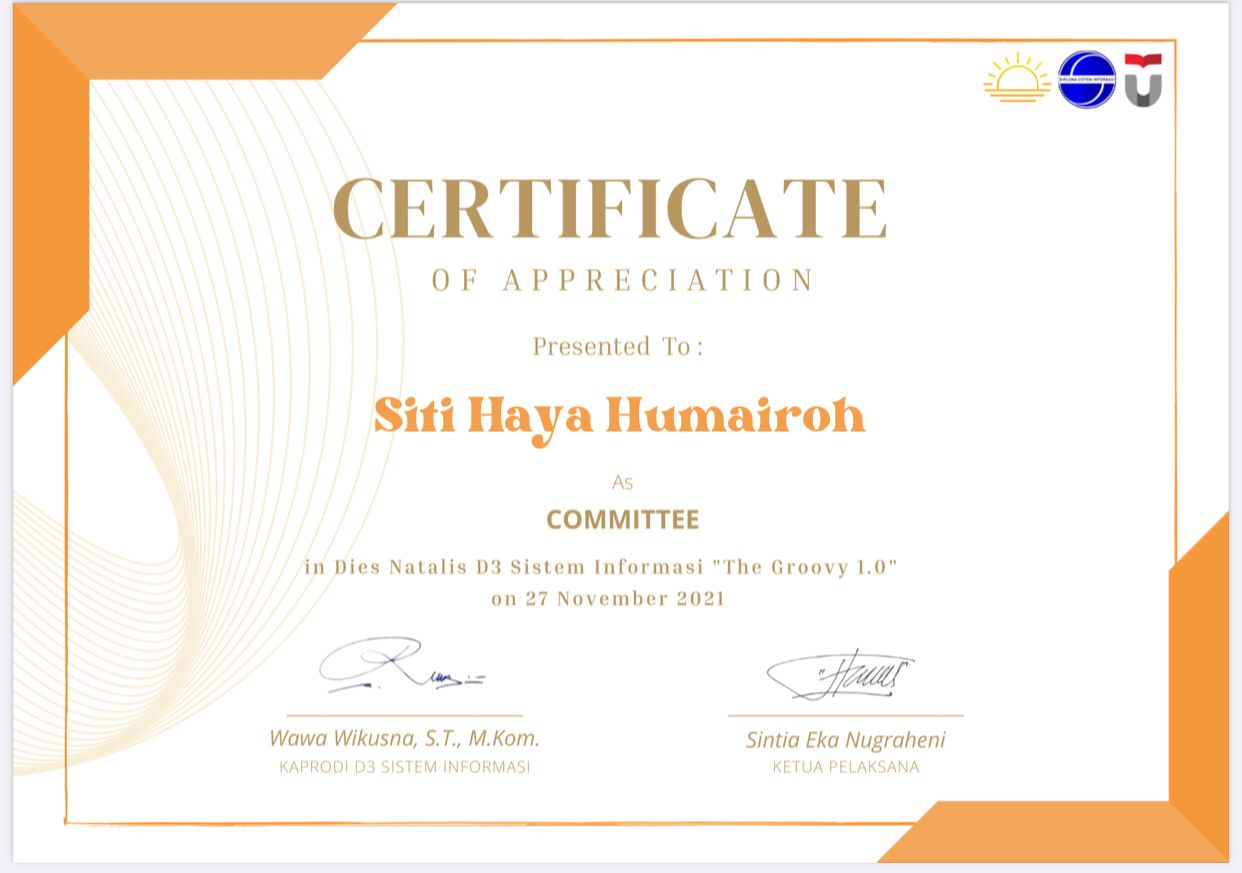 DIPLOMA SISTEM INFORMASI
CERTIFICATE
OF APPRECIATION
Presented To :
Siti Haya Humairoh
As
COMMITTEE
in Dies Natalis D3 Sistem Informasi "The Groovy 1.0"
on 27 November 2021
Wawa Wikusna, S.T., M.Kom.
KAPRODI D3 SISTEM INFORMASI
Sintia Eka Nugraheni
KETUA PELAKSANA